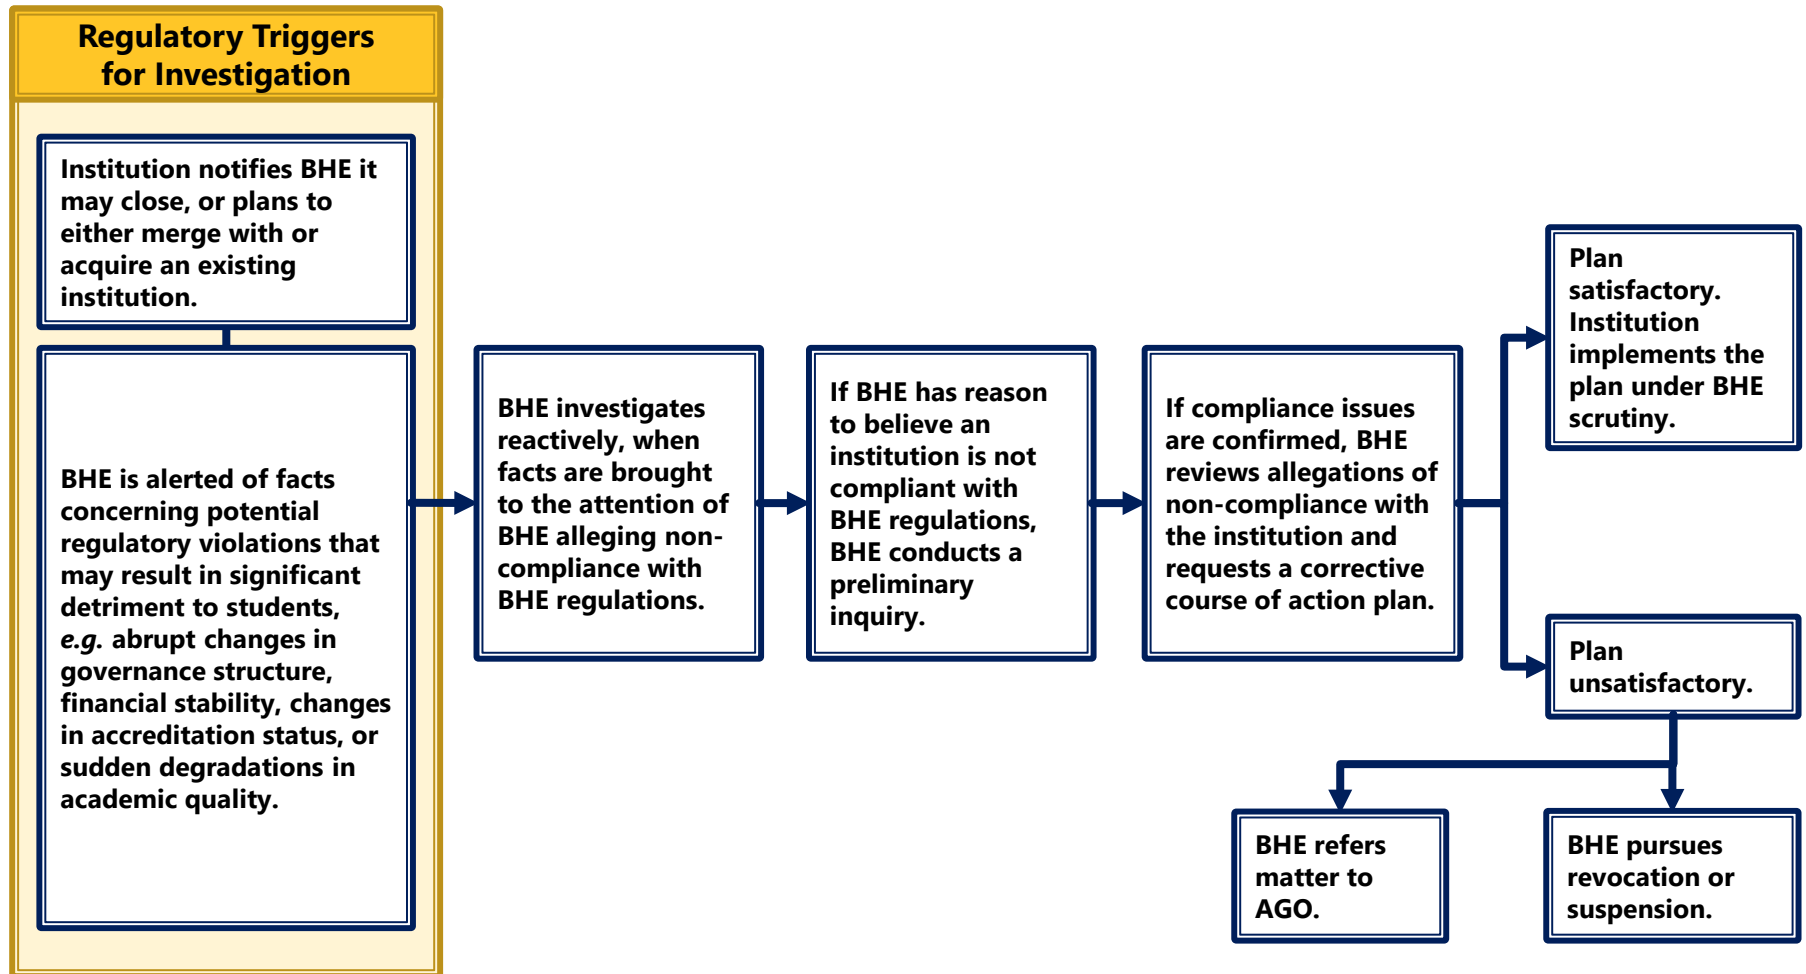 Regulatory Triggers
for Investigation
Institution notifies BHE it
may close, or plans to
either merge with or
acquire an existing
institution.
BHE is alerted of facts
concerning potential
regulatory violations that
may result in significant
detriment to students,
e.g. abrupt changes in
governance structure,
financial stability, changes
in accreditation status, or
sudden degradations in
academic quality.
BHE investigates
reactively, when
facts are brought
to the attention of
BHE alleging non-
compliance with
BHE regulations.
If BHE has reason
to believe an
institution is not
compliant with
BHE regulations,
BHE conducts a
preliminary
inquiry.
If compliance issues
are confirmed, BHE
reviews allegations of
non-compliance with
the institution and
requests a corrective
course of action plan.
Plan
satisfactory.
Institution
implements the
plan under BHE
scrutiny.
Plan
unsatisfactory.
BHE refers
matter to
AGO.
BHE pursues
revocation or
suspension.